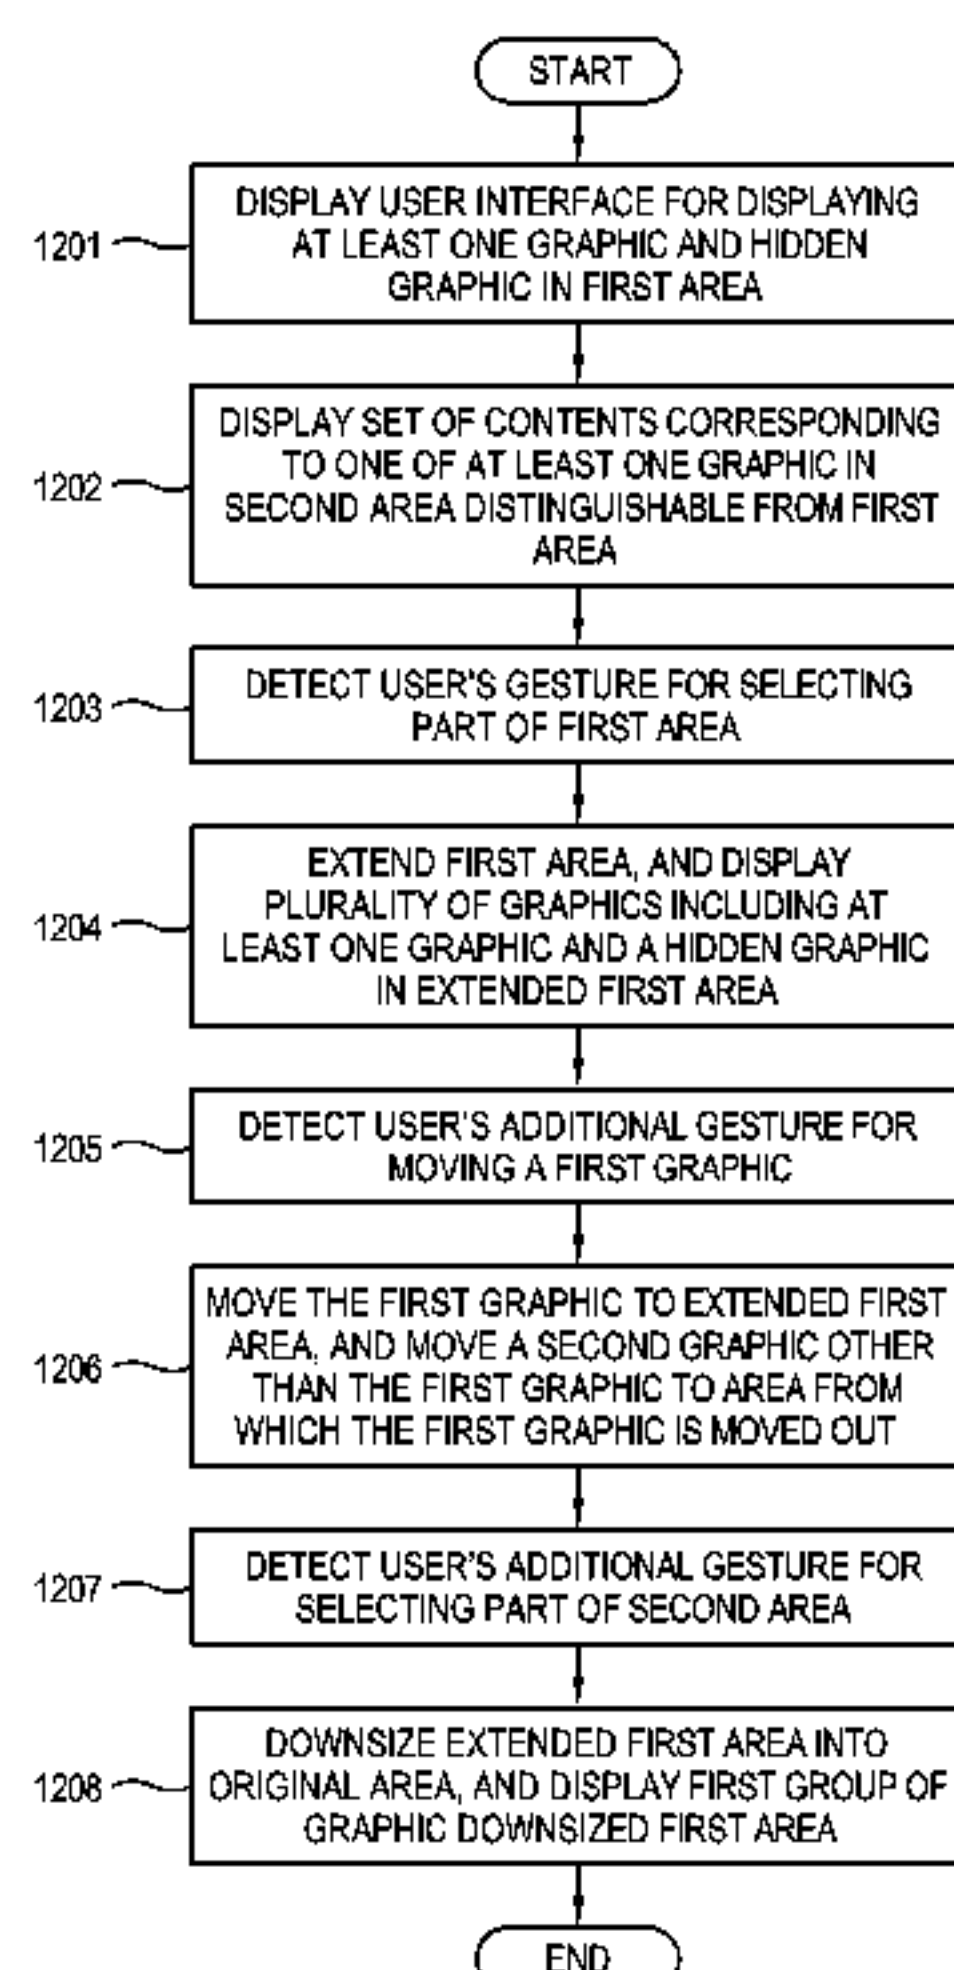 START
1201
DISPLAY USER INTERFACE FOR DISPLAYING
AT LEAST ONE GRAPHIC AND HIDDEN
GRAPHIC IN FIRST AREA
1202
DISPLAY SET OF CONTENTS CORRESPONDING
TO ONE OF AT LEAST ONE GRAPHIC IN
SECOND AREA DISTINGUISHABLE FROM FIRST
AREA
1203
DETECT USER'S GESTURE FOR SELECTING
PART OF FIRST AREA
1204
EXTEND FIRST AREA, AND DISPLAY
PLURALITY OF GRAPHICS INCLUDING AT
LEAST ONE GRAPHIC AND A HIDDEN GRAPHIC
IN EXTENDED FIRST AREA
1205
DETECT USER'S ADDITIONAL GESTURE FOR
MOVING A FIRST GRAPHIC
1206
MOVE THE FIRST GRAPHIC TO EXTENDED FIRST
AREA, AND MOVE A SECOND GRAPHIC OTHER
THAN THE FIRST GRAPHIC TO AREA FROM
WHICH THE FIRST GRAPHIC IS MOVED OUT
1207
DETECT USER'S ADDITIONAL GESTURE FOR
SELECTING PART OF SECOND AREA
1208
DOWNSIZE EXTENDED FIRST AREA INTO
ORIGINAL AREA, AND DISPLAY FIRST GROUP OF
GRAPHIC DOWNSIZED FIRST AREA
END